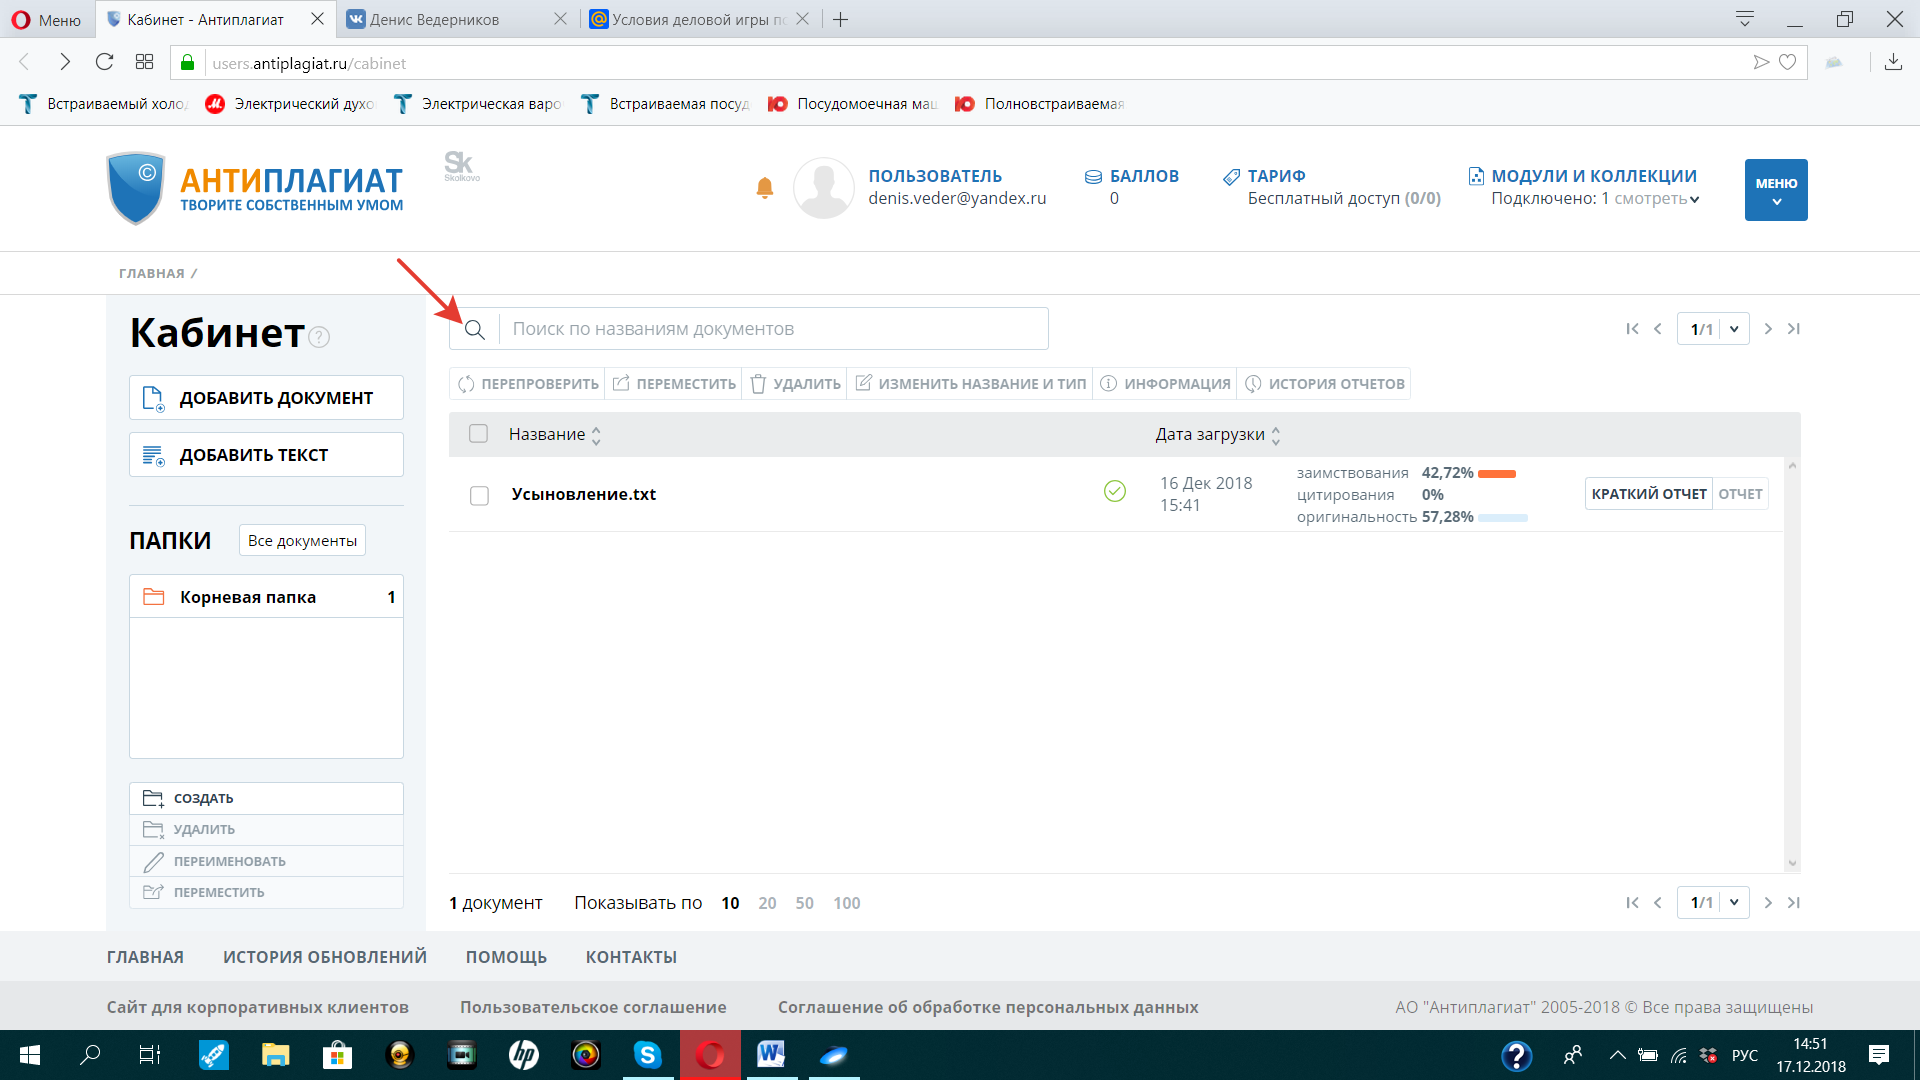 Меню
Кабинет - Антиплагиат
Денис Ведерников
Условия деловой игры по
users.antiplagiat.ru/cabinet
Встраиваемый холо
Электрический духо
Электрическая варо
Встраиваемая посуд
Посудомоечная маш
Полновстраиваемая
АНТИПЛАГИАТ
ТВОРИТЕ СОБСТВЕННЫМ УМОМ
Sk
Skolkovo
ПОЛЬЗОВАТЕЛЬ
denis.veder@yandex.ru
БАЛЛОВ
0
ТАРИФ
Бесплатный доступ (0/0)
МОДУЛИ И КОЛЛЕКЦИИ
Подключено: 1 смотреть
МЕНЮ
ГЛАВНАЯ /
Кабинет ?
Поиск по названиям документов
1/1
ДОБАВИТЬ ДОКУМЕНТ
ДОБАВИТЬ ТЕКСТ
ПЕРЕПРОВЕРИТЬ ПЕРЕМЕСТИТЬ УДАЛИТЬ ИЗМЕНИТЬ НАЗВАНИЕ И ТИП ИНФОРМАЦИЯ ИСТОРИЯ ОТЧЕТОВ
Название Дата загрузки
Усыновление.txt
16 Дек 2018
15:41
заимствования 42,72%
цитирования 0%
оригинальность 57,28%
КРАТКИЙ ОТЧЕТ ОТЧЕТ
ПАПКИ Все документы
Корневая папка 1
СОЗДАТЬ
УДАЛИТЬ
ПЕРЕИМЕНОВАТЬ
ПЕРЕМЕСТИТЬ
1 документ Показывать по 10 20 50 100
1/1
ГЛАВНАЯ ИСТОРИЯ ОБНОВЛЕНИЙ ПОМОЩЬ КОНТАКТЫ
Сайт для корпоративных клиентов Пользовательское соглашение Соглашение об обработке персональных данных АО "Антиплагиат" 2005-2018 © Все права защищены
РУС
14:51
17.12.2018